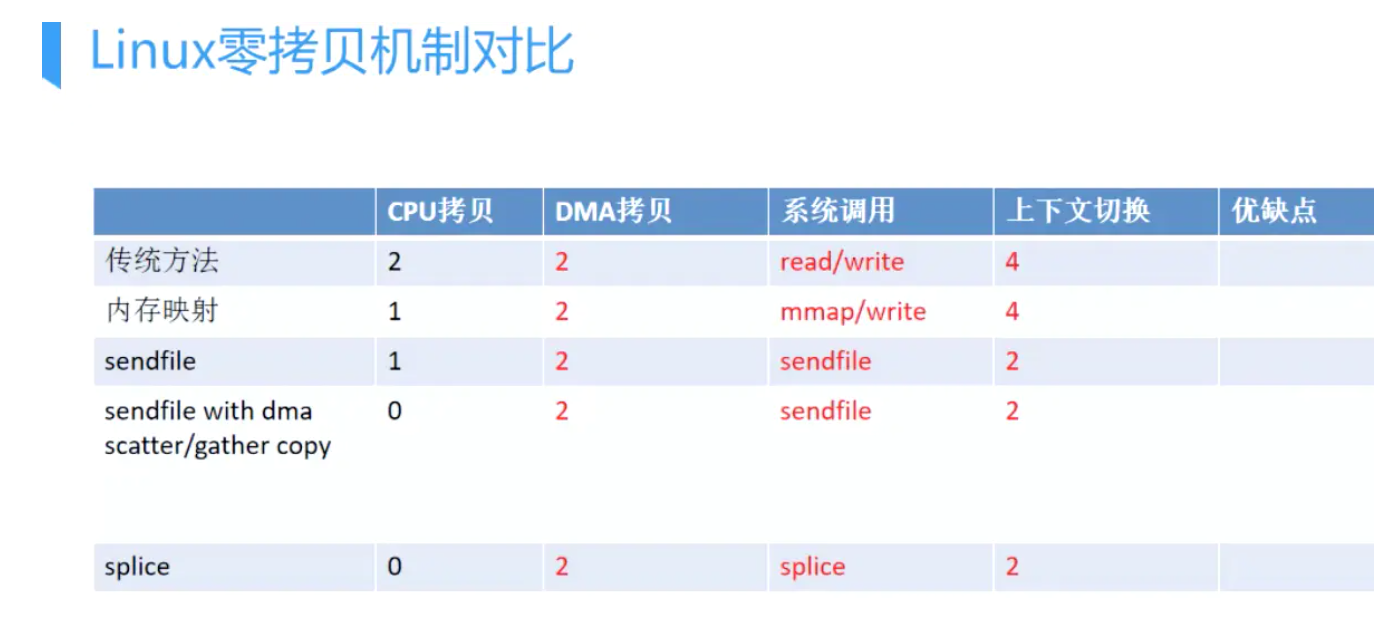 Linux零拷贝机制对比
CPU拷贝 DMA拷贝 系统调用 上下文切换 优缺点
传统方法 2 2 read/write 4
内存映射 1 2 mmap/write 4
sendfile 1 2 sendfile 2
sendfile with dma 0 2 sendfile 2
scatter/gather copy
splice 0 2 splice 2